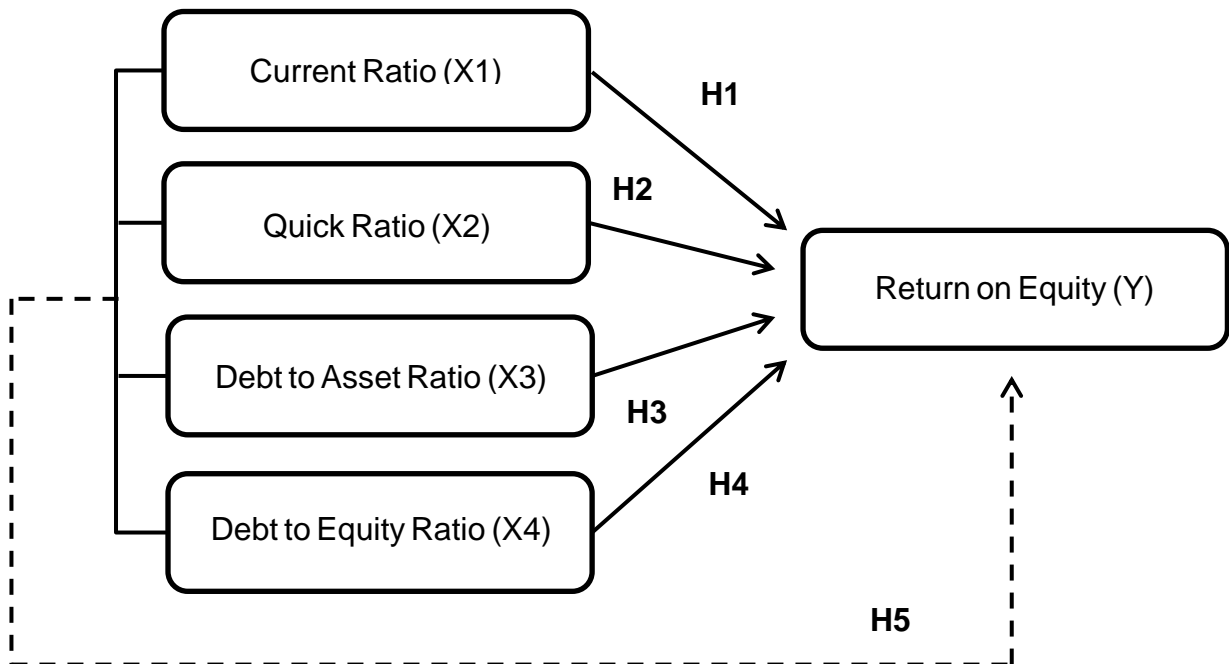 Current Ratio (X1)
H1
Quick Ratio (X2)
H2
Return on Equity (Y)
Debt to Asset Ratio (X3)
H3
Debt to Equity Ratio (X4)
H4
H5